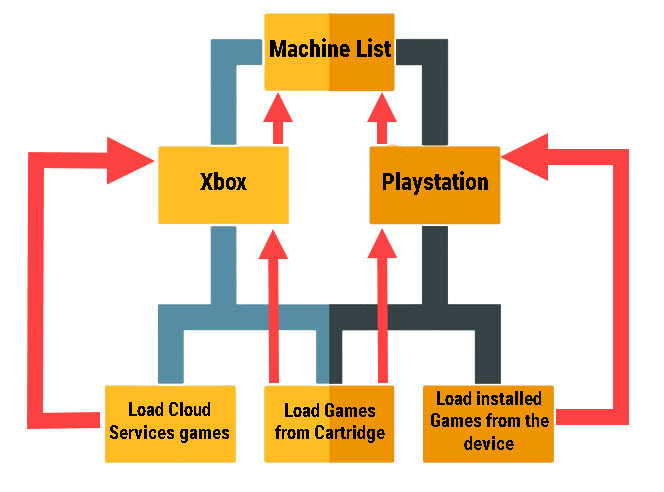 Machine List
Xbox
Playstation
Load Cloud
Services games
Load Games
from Cartridge
Load installed
Games from the
device